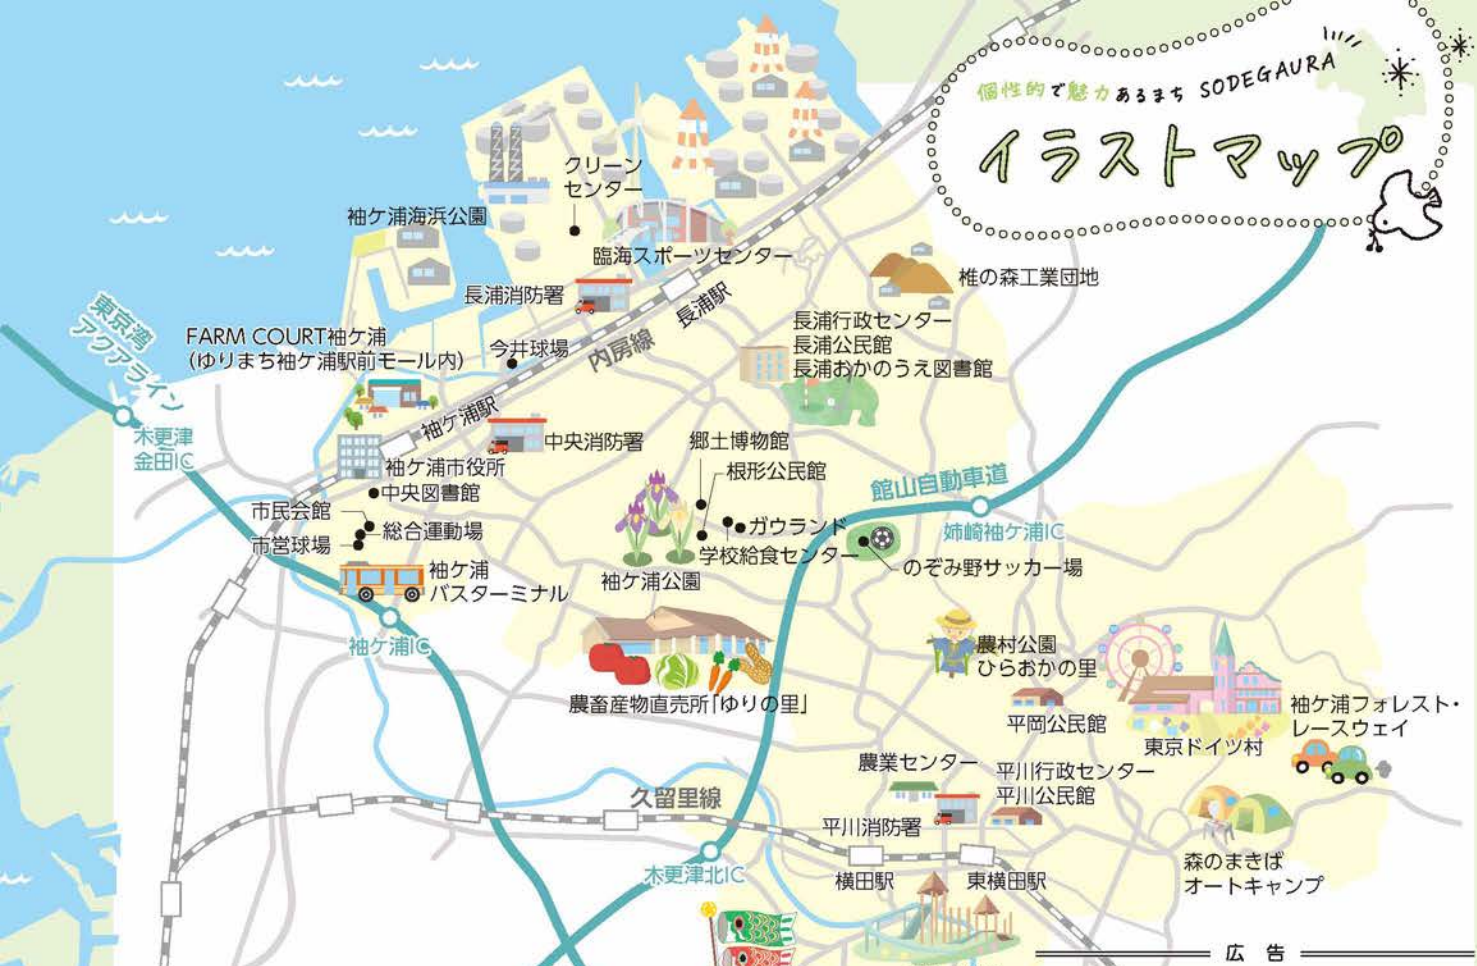 個性的で魅力あるまち SODEGAURA
イラストマップ
クリーン
センター
袖ケ浦海浜公園
臨海スポーツセンター
長浦消防署
長浦駅
椎の森工業団地
東京湾
アクアライン
FARM COURT袖ケ浦
(ゆりまち袖ケ浦駅前モール内)
今井球場
内房線
長浦行政センター
長浦公民館
長浦おかのうえ図書館
木更津
金田IC
袖ケ浦駅
中央消防署
袖ケ浦市役所
中央図書館
市民会館
総合運動場
市営球場
郷土博物館
根形公民館
ガウランド
学校給食センター
袖ケ浦公園
館山自動車道
姉崎袖ケ浦IC
のぞみ野サッカー場
袖ケ浦
バスターミナル
袖ケ浦IC
農畜産物直売所「ゆりの里」
農村公園
ひらおかの里
平岡公民館
東京ドイツ村
袖ケ浦フォレスト・
レースウェイ
農業センター
平川行政センター
平川公民館
久留里線
平川消防署
木更津北IC
横田駅
東横田駅
森のまきば
オートキャンプ
広告